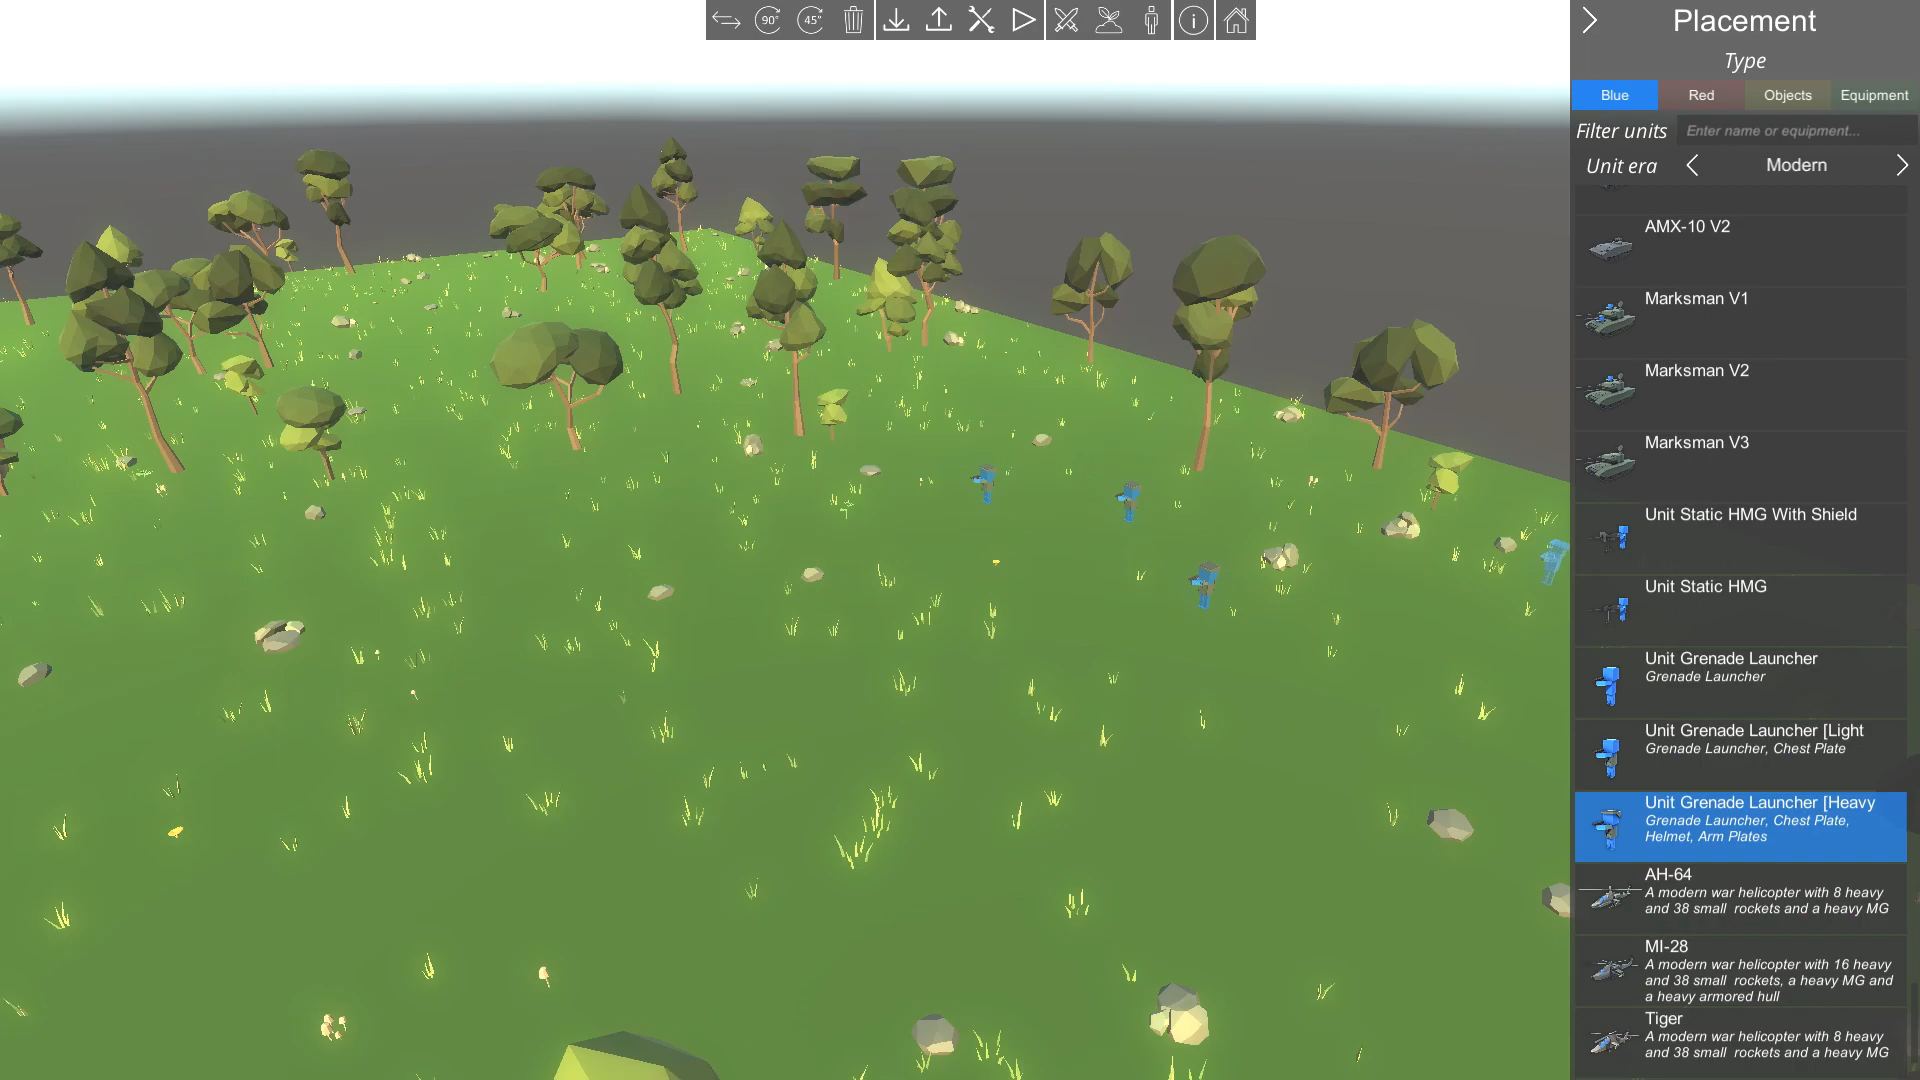 90°
45°
Placement
Type
Blue
Red
Objects
Equipment
Filter units
Enter name or equipment...
Unit era
Modern
AMX-10 V2
Marksman V1
Marksman V2
Marksman V3
Unit Static HMG With Shield
Unit Static HMG
Unit Grenade Launcher
Grenade Launcher
Unit Grenade Launcher [Light
Grenade Launcher, Chest Plate
Unit Grenade Launcher [Heavy
Grenade Launcher, Chest Plate,
Helmet, Arm Plates
AH-64
A modern war helicopter with 8 heavy
and 38 small rockets and a heavy MG
MI-28
A modern war helicopter with 16 heavy
and 38 small rockets, a heavy MG and
a heavy armored hull
Tiger
A modern war helicopter with 8 heavy
and 38 small rockets and a heavy MG